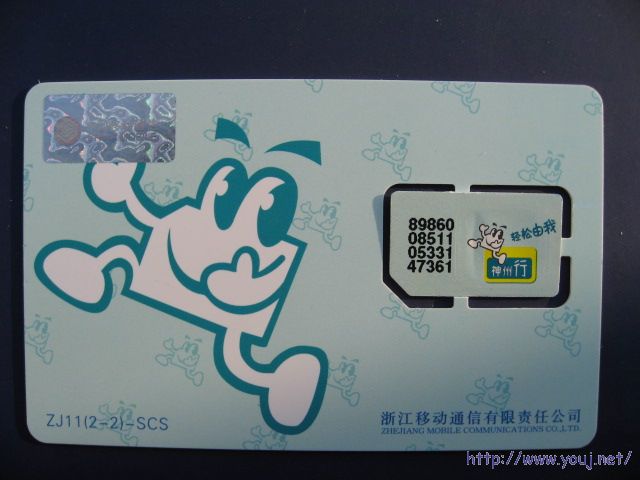 89860
08511
05331
47361
轻松由我
神州行
ZJ11(2-2)-SCS
浙江移动通信有限责任公司
ZHEJIANG MOBILE COMMUNICATIONS CO.,LTD.
http://www.youj.net/